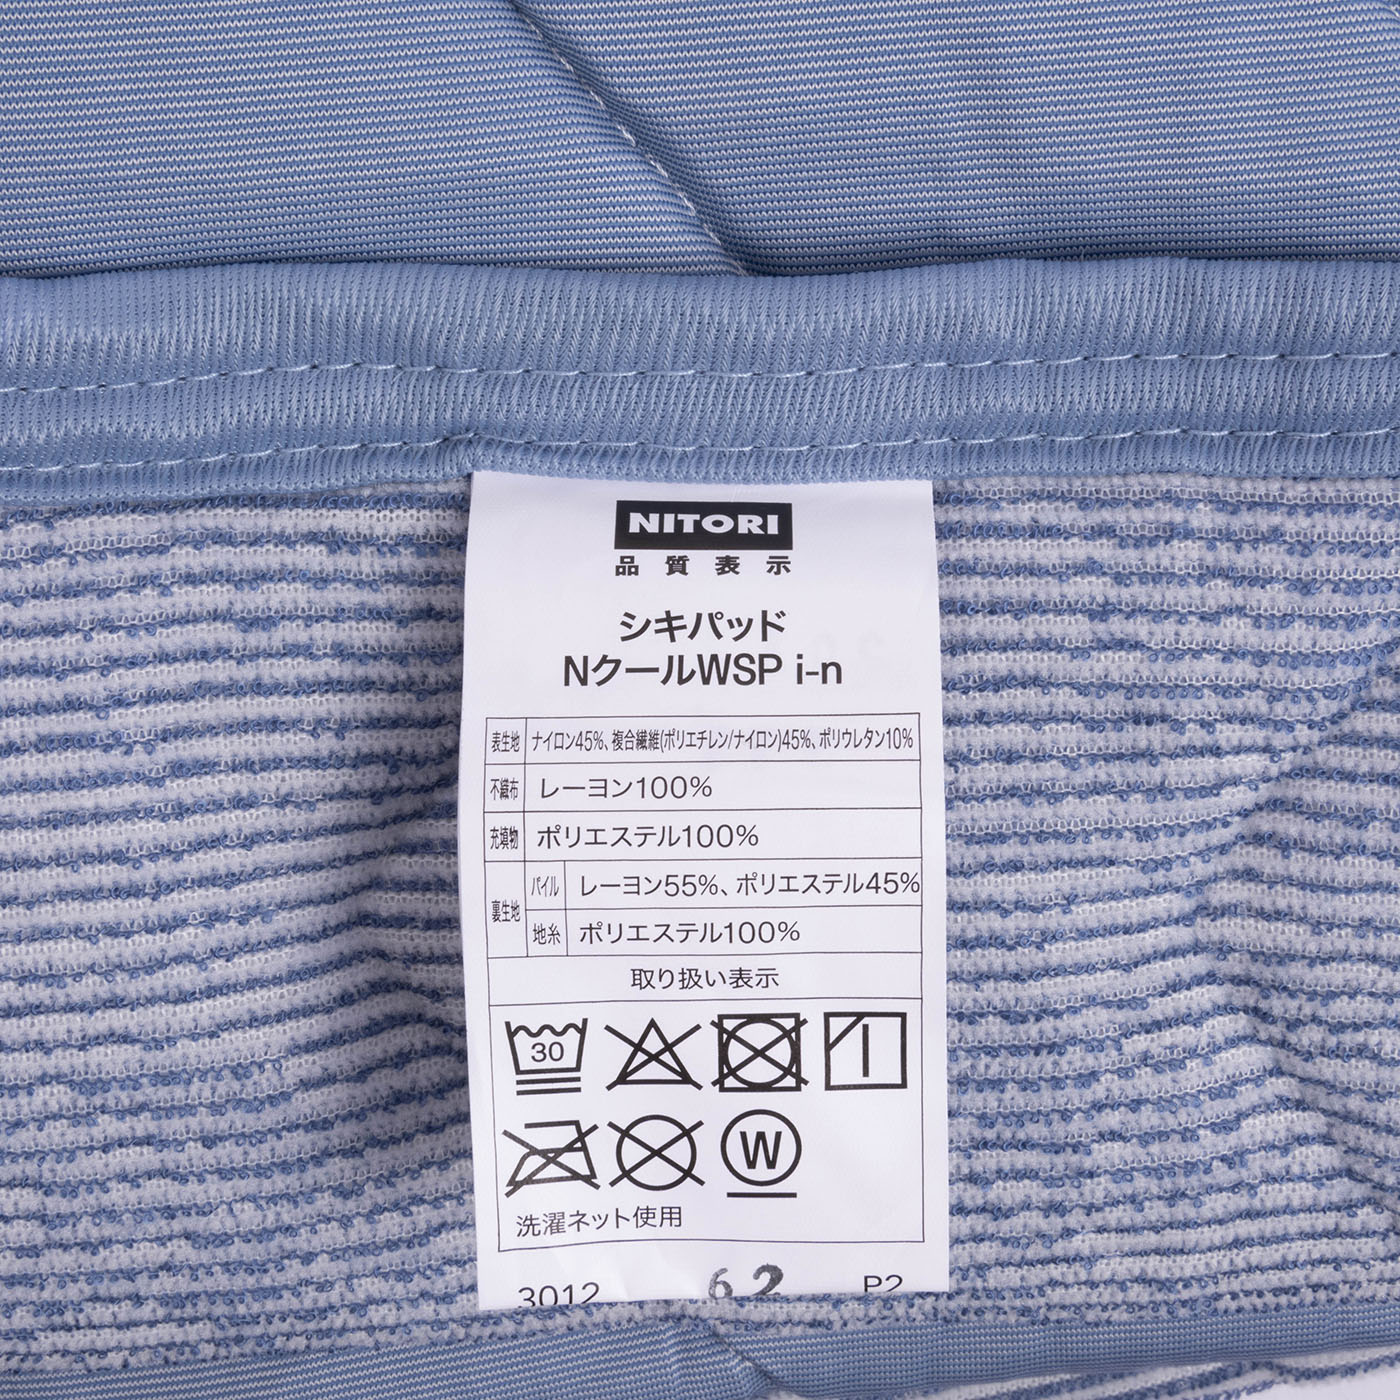 NITORI
品質表示
シキパッド
NクールWSP i-n
表生地 ナイロン45%、複合繊維(ポリエチレン/ナイロン)45%、ポリウレタン10%
不織布 レーヨン100%
充填物 ポリエステル100%
裏生地 パイル レーヨン55%、ポリエステル45%
地糸 ポリエステル100%
取り扱い表示
30
W
洗濯ネット使用
3012 62 P2